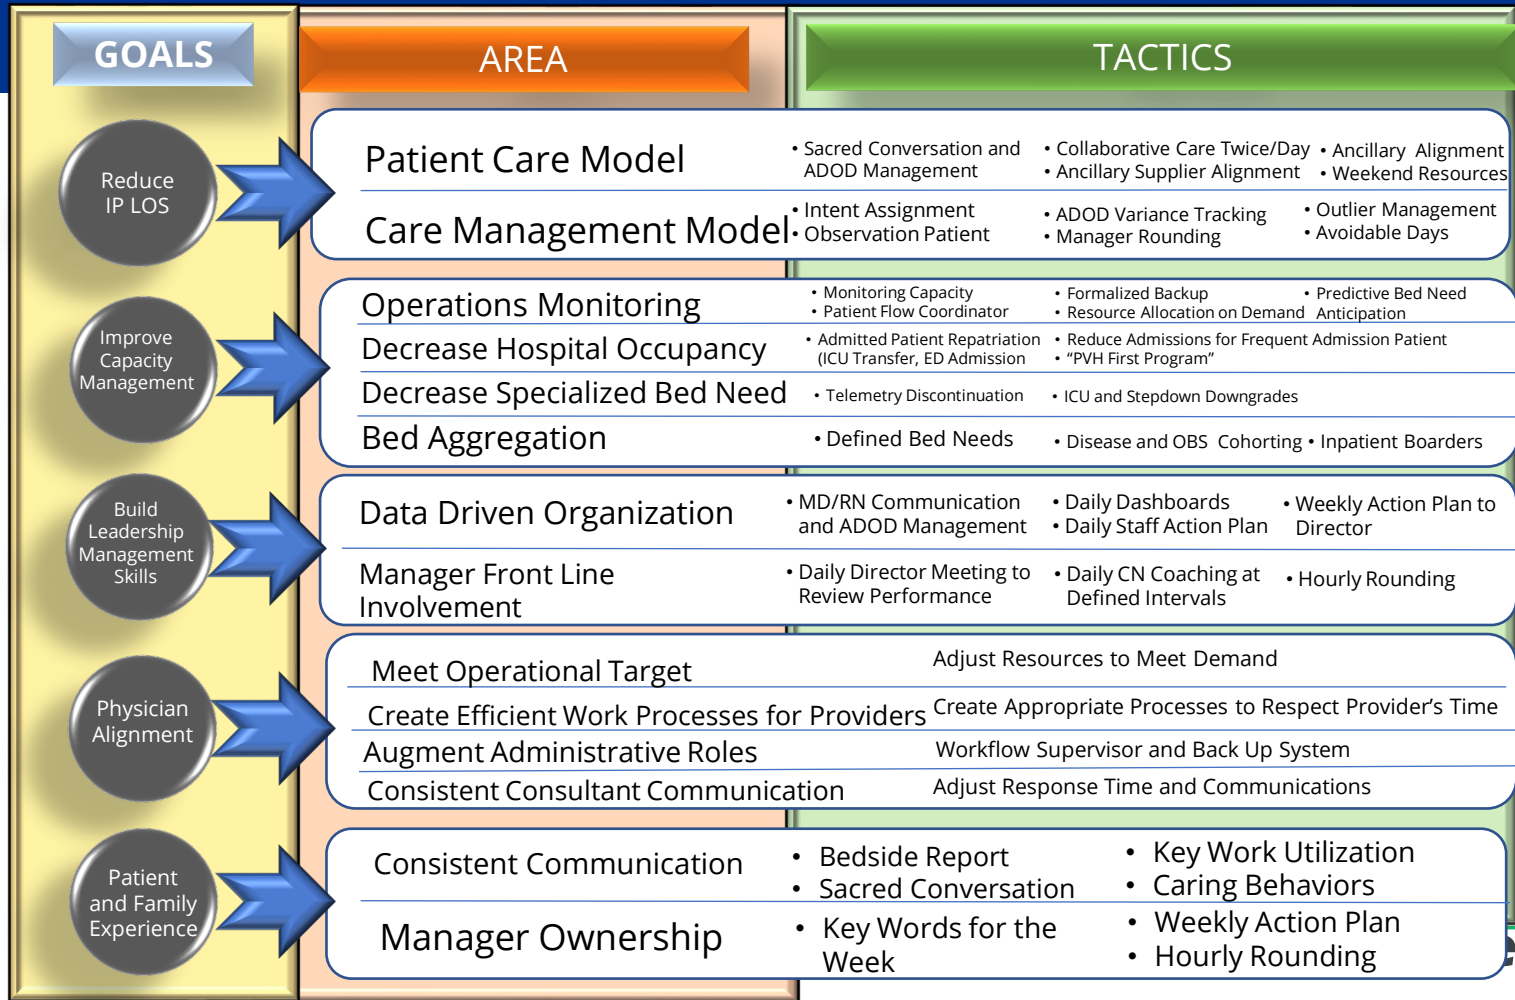 GOALS
AREA
TACTICS
Reduce
IP LOS
Patient Care Model
• Sacred Conversation and
ADOD Management
• Collaborative Care Twice/Day
• Ancillary Supplier Alignment
• Ancillary Alignment
• Weekend Resources
Care Management Model
• Intent Assignment
• Observation Patient
• ADOD Variance Tracking
• Manager Rounding
• Outlier Management
• Avoidable Days
Improve
Capacity
Management
Operations Monitoring
• Monitoring Capacity
• Patient Flow Coordinator
• Formalized Backup
• Resource Allocation on Demand
• Predictive Bed Need
Anticipation
Decrease Hospital Occupancy
• Admitted Patient Repatriation
(ICU Transfer, ED Admission
• Reduce Admissions for Frequent Admission Patient
• “PVH First Program”
Decrease Specialized Bed Need
• Telemetry Discontinuation
• ICU and Stepdown Downgrades
Bed Aggregation
• Defined Bed Needs
• Disease and OBS Cohorting
• Inpatient Boarders
Build
Leadership
Management
Skills
Data Driven Organization
• MD/RN Communication
and ADOD Management
• Daily Dashboards
• Daily Staff Action Plan
• Weekly Action Plan to
Director
Manager Front Line
Involvement
• Daily Director Meeting to
Review Performance
• Daily CN Coaching at
Defined Intervals
• Hourly Rounding
Physician
Alignment
Meet Operational Target
Adjust Resources to Meet Demand
Create Efficient Work Processes for Providers
Create Appropriate Processes to Respect Provider’s Time
Augment Administrative Roles
Workflow Supervisor and Back Up System
Consistent Consultant Communication
Adjust Response Time and Communications
Patient
and Family
Experience
Consistent Communication
• Bedside Report
• Sacred Conversation
• Key Work Utilization
• Caring Behaviors
Manager Ownership
• Key Words for the
Week
• Weekly Action Plan
• Hourly Rounding